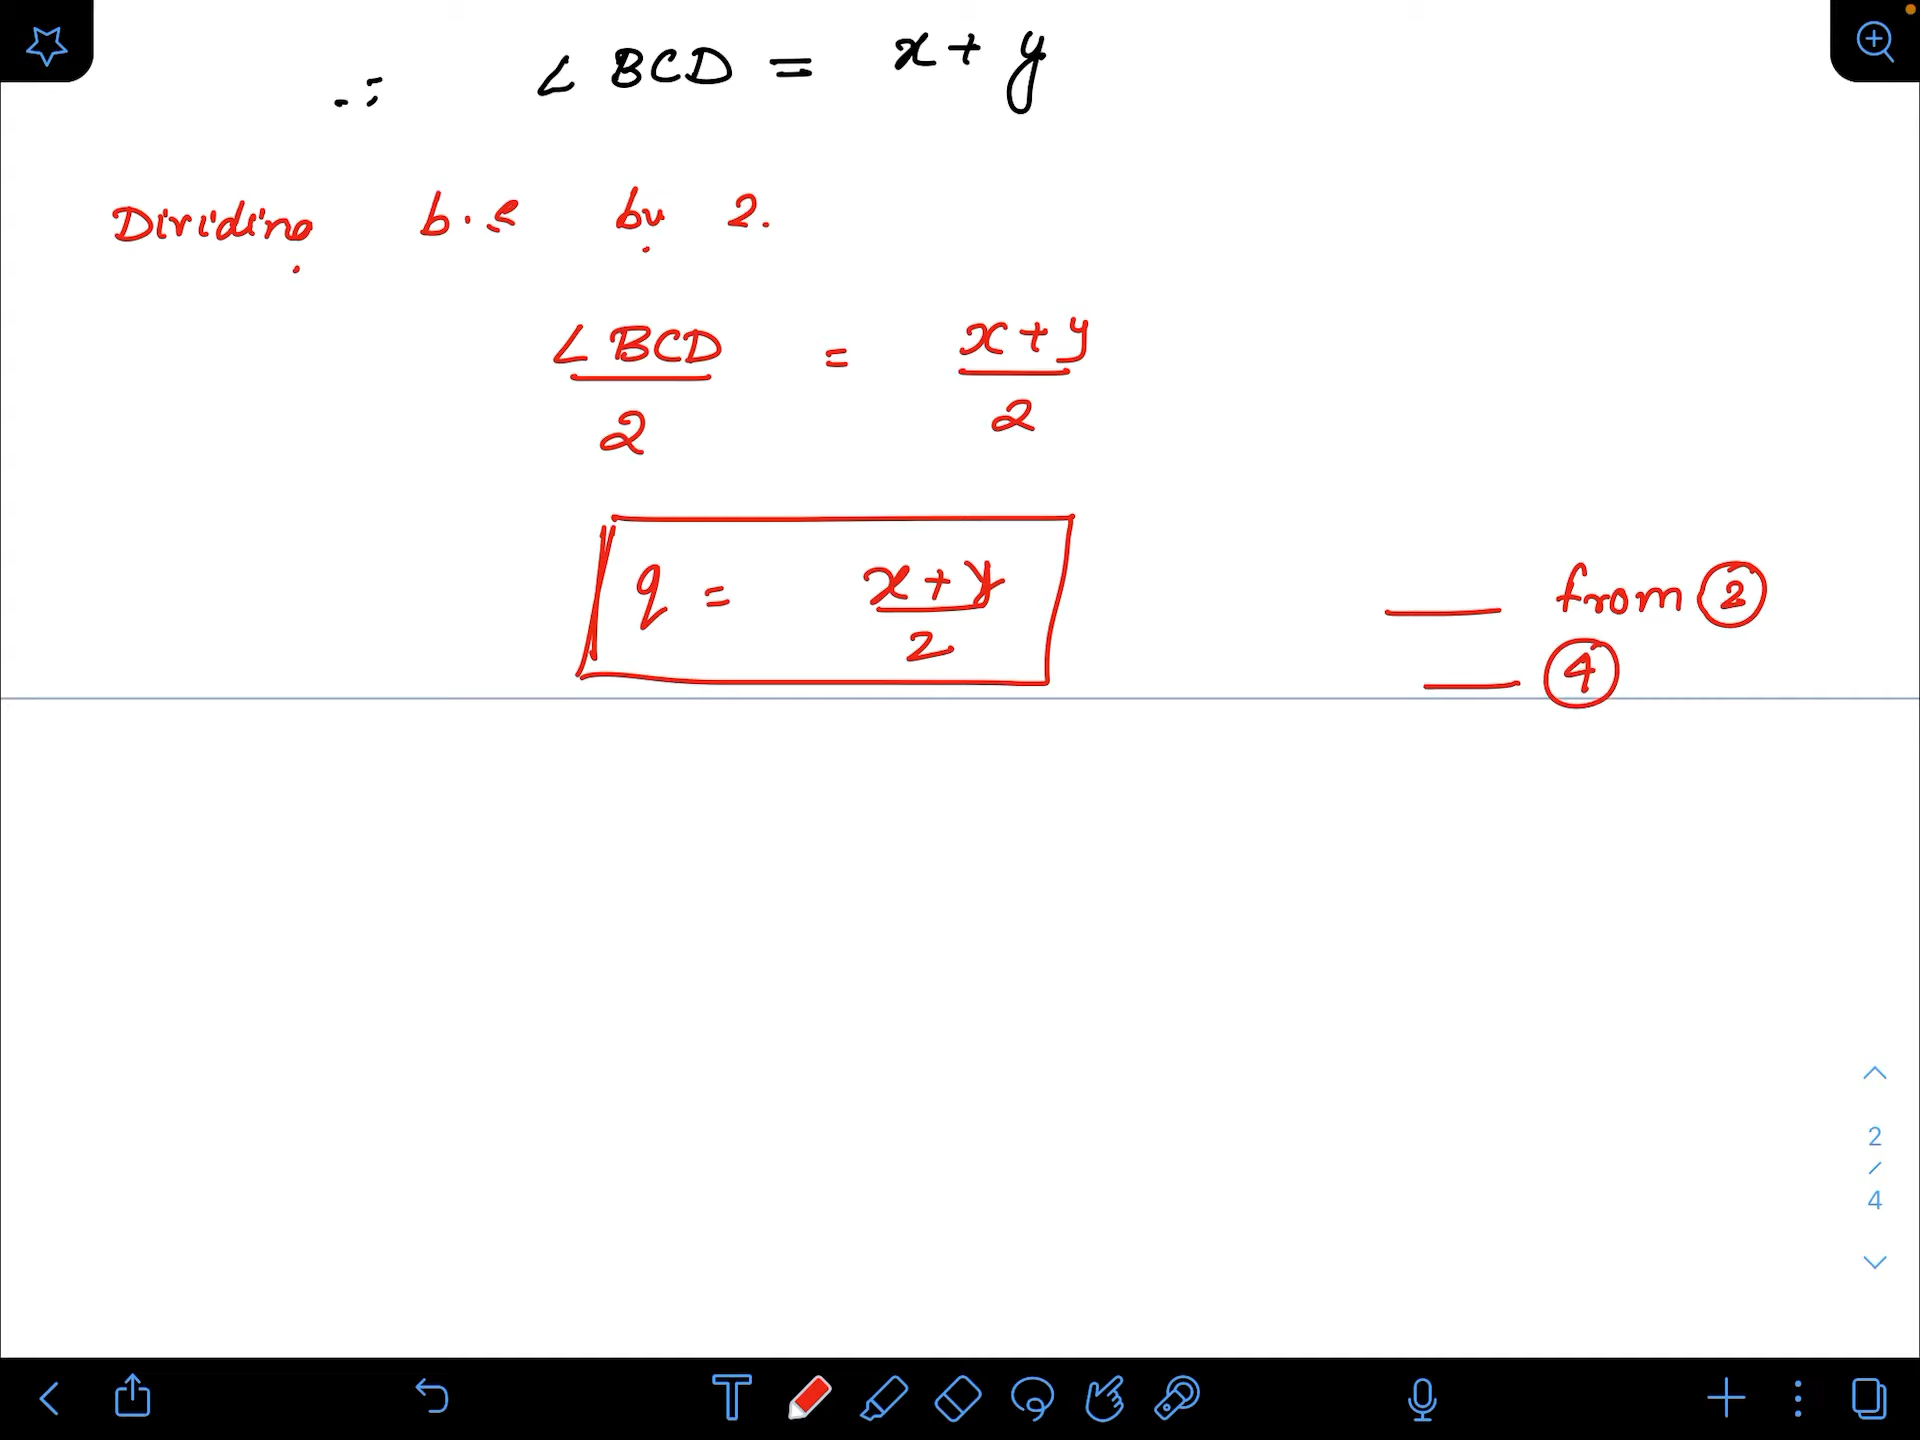 ∴ ∠ BCD = x + y
Dividing b.s by 2.
∠ BCD / 2 = x + y / 2
q = x + y / 2 — from ②
— ④
2 / 4